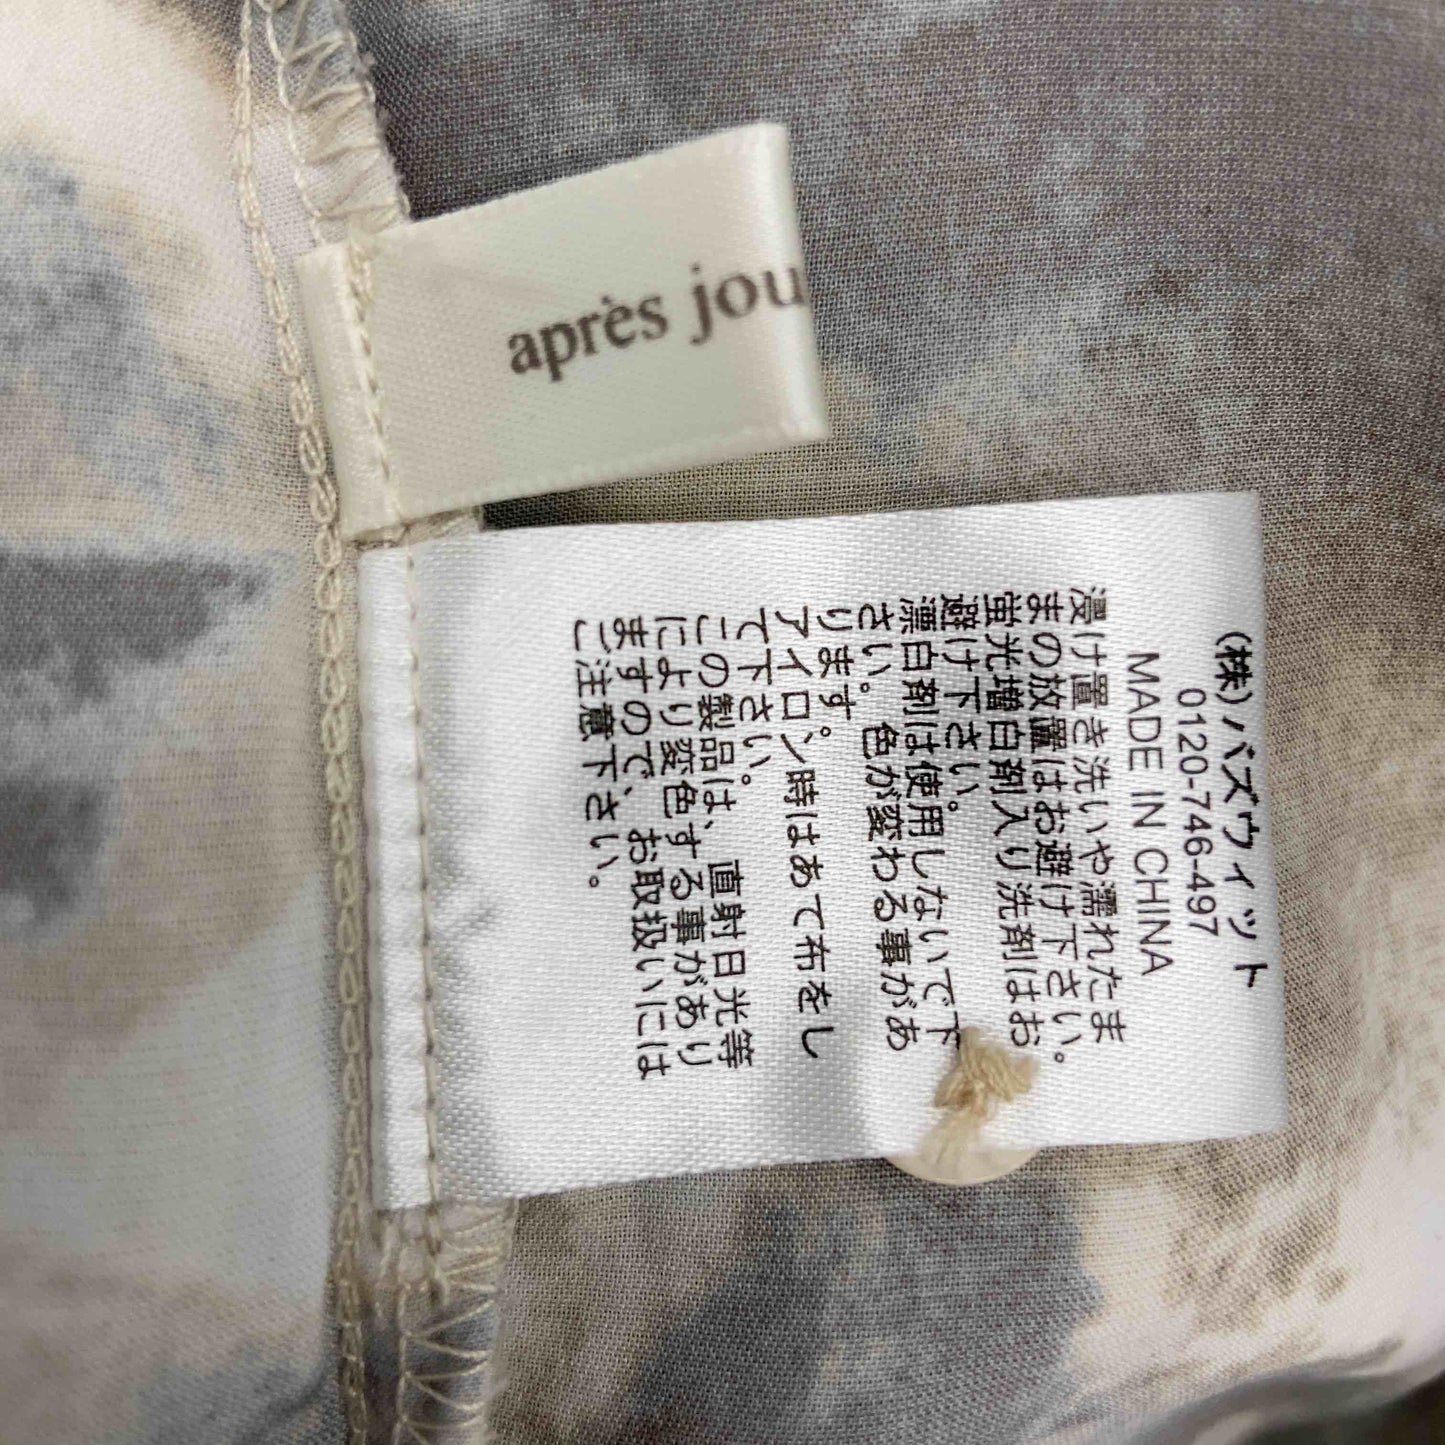 après jou
浸け置き洗いや濡れたま
まの放置はお避け下さい。
蛍光増白剤入り洗剤はお
避け下さい。
漂白剤は使用しないで下
さい。色が変わる事があ
ります。
アイロン時はあて布をし
て下さい。
この製品は、直射日光等
により変色する事があり
ますので、お取扱いには
ご注意下さい。
MADE IN CHINA
0120-746-497
(株)バズウィット